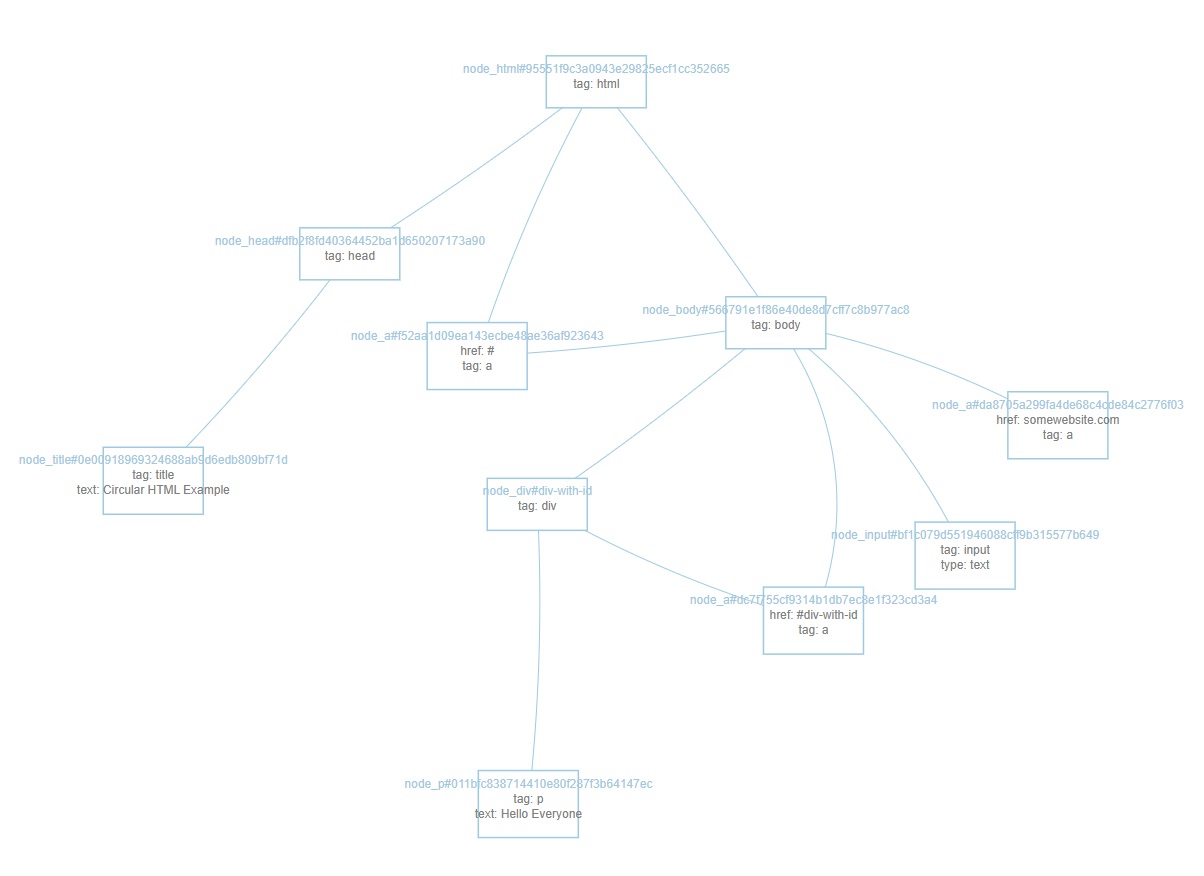 node_html#95551f9c3a0943e29825ecf1cc352665
tag: html
node_head#dfb2f8fd40364452ba1d650207173a90
tag: head
node_body#566791e1f86e40de8d7cff7c8b977ac8
tag: body
node_a#f52aa1d09ea143ecbe48ae36af923643
href: #
tag: a
node_a#da8705a299fa4de68c4cde84c2776f03
href: somewebsite.com
tag: a
node_title#0e00918969324688ab9d6edb809bf71d
tag: title
text: Circular HTML Example
node_div#div-with-id
tag: div
node_input#bf1c079d551946088cff9b315577b649
tag: input
type: text
node_a#dc7f755cf9314b1db7ec8e1f323cd3a4
href: #div-with-id
tag: a
node_p#011bfc838714410e80f287f3b64147ec
tag: p
text: Hello Everyone